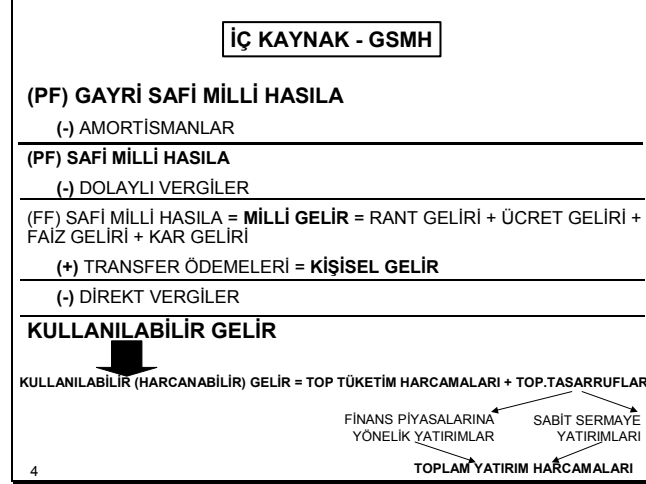 İÇ KAYNAK - GSMH
(PF) GAYRİ SAFİ MİLLİ HASILA
(-) AMORTİSMANLAR
(PF) SAFİ MİLLİ HASILA
(-) DOLAYLI VERGİLER
(FF) SAFİ MİLLİ HASILA = MİLLİ GELİR = RANT GELİRİ + ÜCRET GELİRİ +
FAİZ GELİRİ + KAR GELİRİ
(+) TRANSFER ÖDEMELERİ = KİŞİSEL GELİR
(-) DİREKT VERGİLER
KULLANILABİLİR GELİR
KULLANILABİLİR (HARCANABİLİR) GELİR = TOP TÜKETİM HARCAMALARI + TOP.TASARRUFLAR
FİNANS PİYASALARINA
YÖNELİK YATIRIMLAR
SABİT SERMAYE
YATIRIMLARI
TOPLAM YATIRIM HARCAMALARI
4